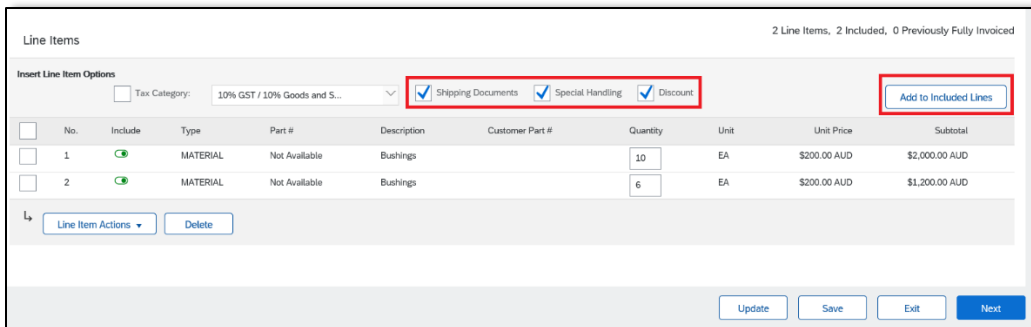 Line Items
2 Line Items, 2 Included, 0 Previously Fully Invoiced
Insert Line Item Options
Tax Category: 10% GST / 10% Goods and S... Shipping Documents Special Handling Discount Add to Included Lines
No. Include Type Part # Description Customer Part # Quantity Unit Unit Price Subtotal
1 MATERIAL Not Available Bushings 10 EA $200.00 AUD $2,000.00 AUD
2 MATERIAL Not Available Bushings 6 EA $200.00 AUD $1,200.00 AUD
Line Item Actions Delete
Update Save Exit Next